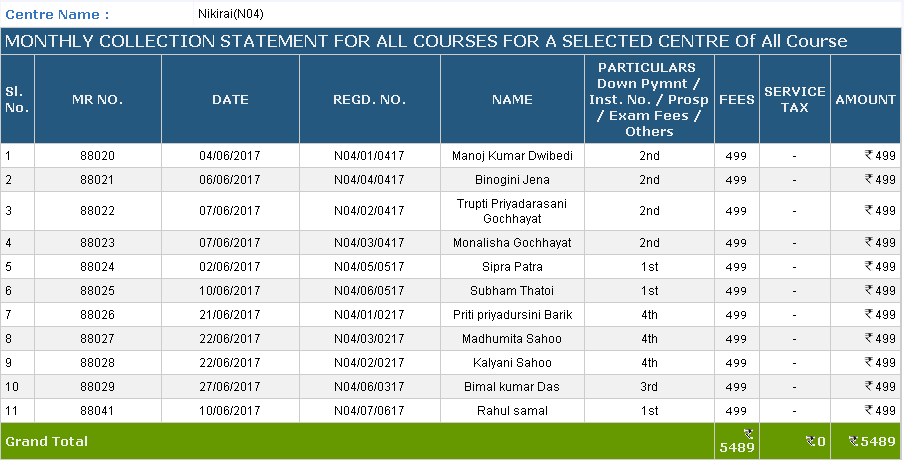 Centre Name : Nikirai(N04)
MONTHLY COLLECTION STATEMENT FOR ALL COURSES FOR A SELECTED CENTRE Of All Course
Sl. No. MR NO. DATE REGD. NO. NAME PARTICULARS Down Pymnt / Inst. No. / Prosp / Exam Fees / Others FEES SERVICE TAX AMOUNT
1 88020 04/06/2017 N04/01/0417 Manoj Kumar Dwibedi 2nd 499 - ₹ 499
2 88021 06/06/2017 N04/04/0417 Binogini Jena 2nd 499 - ₹ 499
3 88022 07/06/2017 N04/02/0417 Trupti Priyadarasani Gochhayat 2nd 499 - ₹ 499
4 88023 07/06/2017 N04/03/0417 Monalisha Gochhayat 2nd 499 - ₹ 499
5 88024 02/06/2017 N04/05/0517 Sipra Patra 1st 499 - ₹ 499
6 88025 10/06/2017 N04/06/0517 Subham Thatoi 1st 499 - ₹ 499
7 88026 21/06/2017 N04/01/0217 Priti priyadursini Barik 4th 499 - ₹ 499
8 88027 22/06/2017 N04/03/0217 Madhumita Sahoo 4th 499 - ₹ 499
9 88028 22/06/2017 N04/02/0217 Kalyani Sahoo 4th 499 - ₹ 499
10 88029 27/06/2017 N04/06/0317 Bimal kumar Das 3rd 499 - ₹ 499
11 88041 10/06/2017 N04/07/0617 Rahul samal 1st 499 - ₹ 499
Grand Total ₹ 5489 ₹0 ₹5489